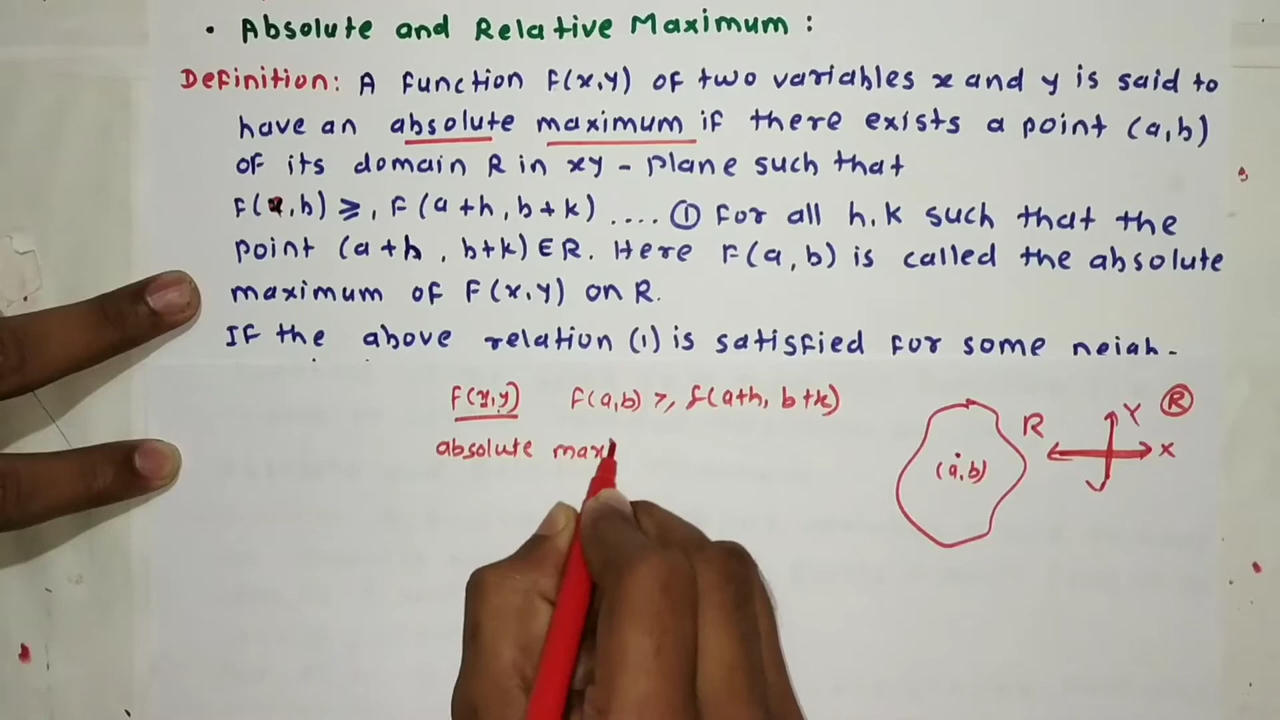 • Absolute and Relative Maximum :
Definition: A function F(x,y) of two variables x and y is said to
have an absolute maximum if there exists a point (a,b)
of its domain R in xy - plane such that
F(a,b) ⩾, F(a+h, b+k) .... ① For all h.k such that the
point (a+h, b+k) ∈ R. Here F(a,b) is called the absolute
maximum of F(x,y) on R.
If the above relation (1) is satisfied for some neigh-
F(x,y) F(a,b) ⩾, f(a+h, b+k)
absolute max
R
(a,b)
Y
X
Ⓡ